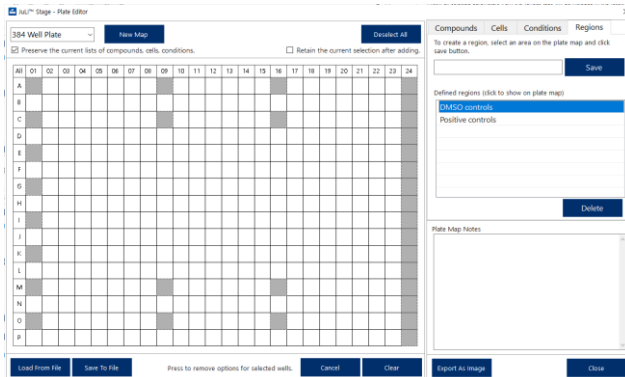 JuLI™ Stage - Plate Editor
384 Well Plate
New Map
Deselect All
Preserve the current lists of compounds, cells, conditions.
Retain the current selection after adding.
All 01 02 03 04 05 06 07 08 09 10 11 12 13 14 15 16 17 18 19 20 21 22 23 24
A
B
C
D
E
F
G
H
I
J
K
L
M
N
O
P
Load From File
Save To File
Press to remove options for selected wells.
Cancel
Clear
Compounds Cells Conditions Regions
To create a region, select an area on the plate map and click
save button.
Save
Defined regions (click to show on plate map)
DMSO controls
Positive controls
Delete
Plate Map Notes
Export As Image
Close